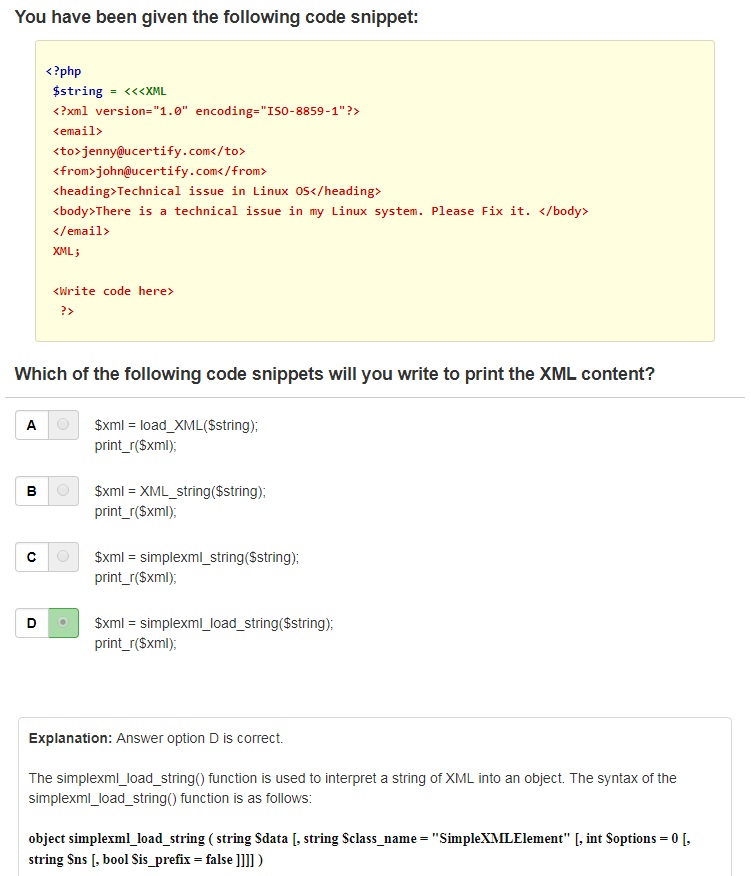 You have been given the following code snippet:
<?php
$string = <<<XML
<?xml version="1.0" encoding="ISO-8859-1"?>
<email>
<to>jenny@ucertify.com</to>
<from>john@ucertify.com</from>
<heading>Technical issue in Linux OS</heading>
<body>There is a technical issue in my Linux system. Please Fix it. </body>
</email>
XML;
<Write code here>
?>
Which of the following code snippets will you write to print the XML content?
A $xml = load_XML($string);
print_r($xml);
B $xml = XML_string($string);
print_r($xml);
C $xml = simplexml_string($string);
print_r($xml);
D $xml = simplexml_load_string($string);
print_r($xml);
Explanation: Answer option D is correct.
The simplexml_load_string() function is used to interpret a string of XML into an object. The syntax of the
simplexml_load_string() function is as follows:
object simplexml_load_string ( string $data [, string $class_name = "SimpleXMLElement" [, int $options = 0 [,
string $ns [, bool $is_prefix = false ]]]] )